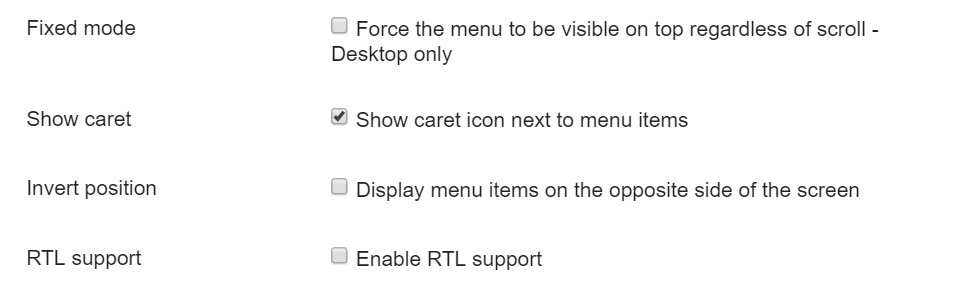 Fixed mode
Force the menu to be visible on top regardless of scroll -
Desktop only
Show caret
Show caret icon next to menu items
Invert position
Display menu items on the opposite side of the screen
RTL support
Enable RTL support